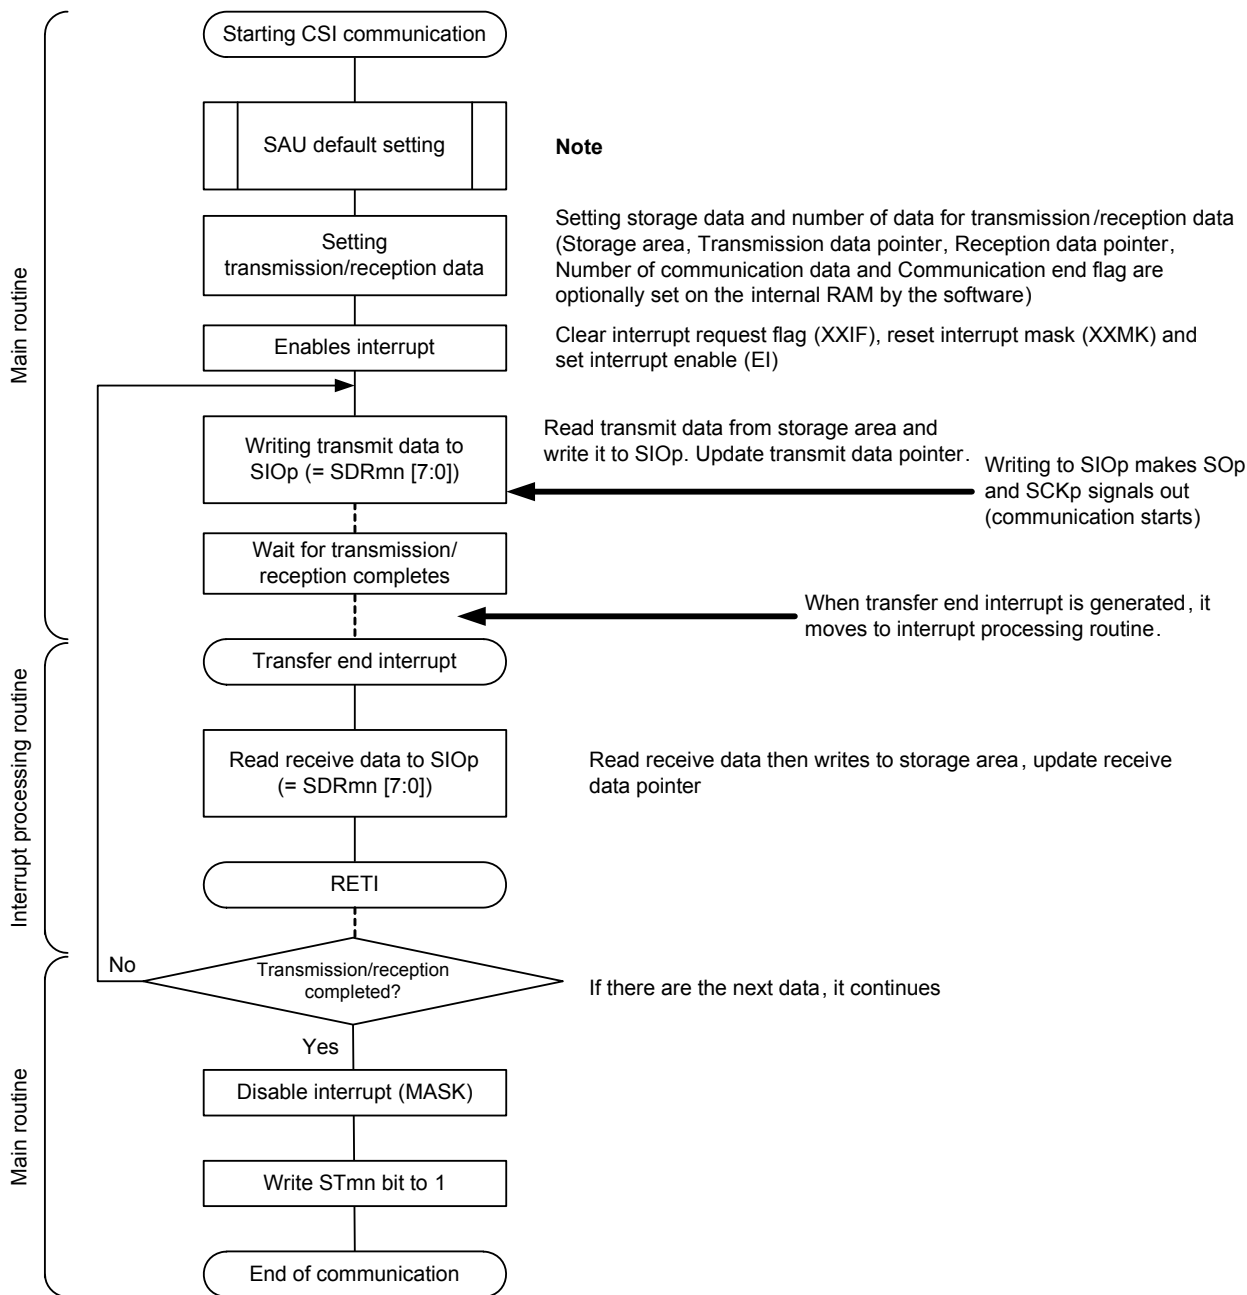 Main routine
Starting CSI communication
SAU default setting
Note
Setting
transmission/reception data
Setting storage data and number of data for transmission/reception data
(Storage area, Transmission data pointer, Reception data pointer,
Number of communication data and Communication end flag are
optionally set on the internal RAM by the software)
Enables interrupt
Clear interrupt request flag (XXIF), reset interrupt mask (XXMK) and
set interrupt enable (EI)
Writing transmit data to
SIOp (= SDRmn [7:0])
Read transmit data from storage area and
write it to SIOp. Update transmit data pointer.
Writing to SIOp makes SOp
and SCKp signals out
(communication starts)
Wait for transmission/
reception completes
When transfer end interrupt is generated, it
moves to interrupt processing routine.
Interrupt processing routine
Transfer end interrupt
Read receive data to SIOp
(= SDRmn [7:0])
Read receive data then writes to storage area, update receive
data pointer
RETI
Main routine
No
Transmission/reception
completed?
If there are the next data, it continues
Yes
Disable interrupt (MASK)
Write STmn bit to 1
End of communication